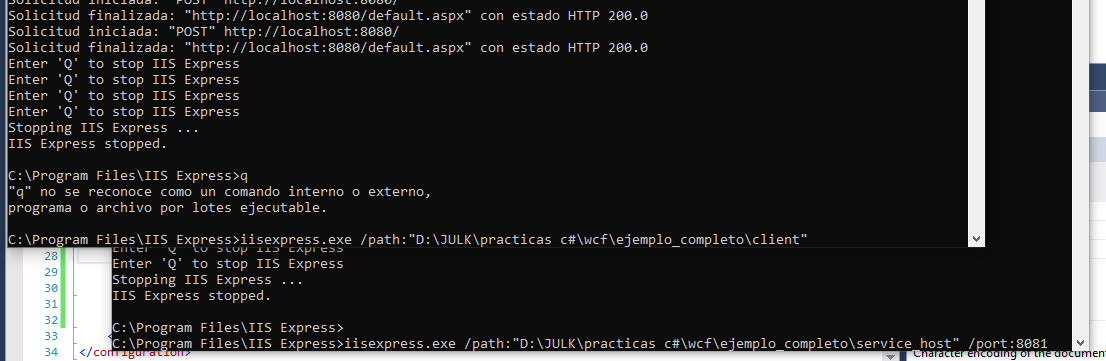 Solicitud iniciada: "POST" http://localhost:8080/
Solicitud finalizada: "http://localhost:8080/default.aspx" con estado HTTP 200.0
Solicitud iniciada: "POST" http://localhost:8080/
Solicitud finalizada: "http://localhost:8080/default.aspx" con estado HTTP 200.0
Enter 'Q' to stop IIS Express
Enter 'Q' to stop IIS Express
Enter 'Q' to stop IIS Express
Enter 'Q' to stop IIS Express
Stopping IIS Express ...
IIS Express stopped.
C:\Program Files\IIS Express>q
"q" no se reconoce como un comando interno o externo,
programa o archivo por lotes ejecutable.
C:\Program Files\IIS Express>iisexpress.exe /path:"D:\JULK\practicas c#\wcf\ejemplo_completo\client"
Enter 'Q' to stop IIS Express
Enter 'Q' to stop IIS Express
Stopping IIS Express ...
IIS Express stopped.
C:\Program Files\IIS Express>
C:\Program Files\IIS Express>iisexpress.exe /path:"D:\JULK\practicas c#\wcf\ejemplo_completo\service_host" /port:8081
28
29
30
31
32
33 <
34 </configuration>
Character encoding of the document